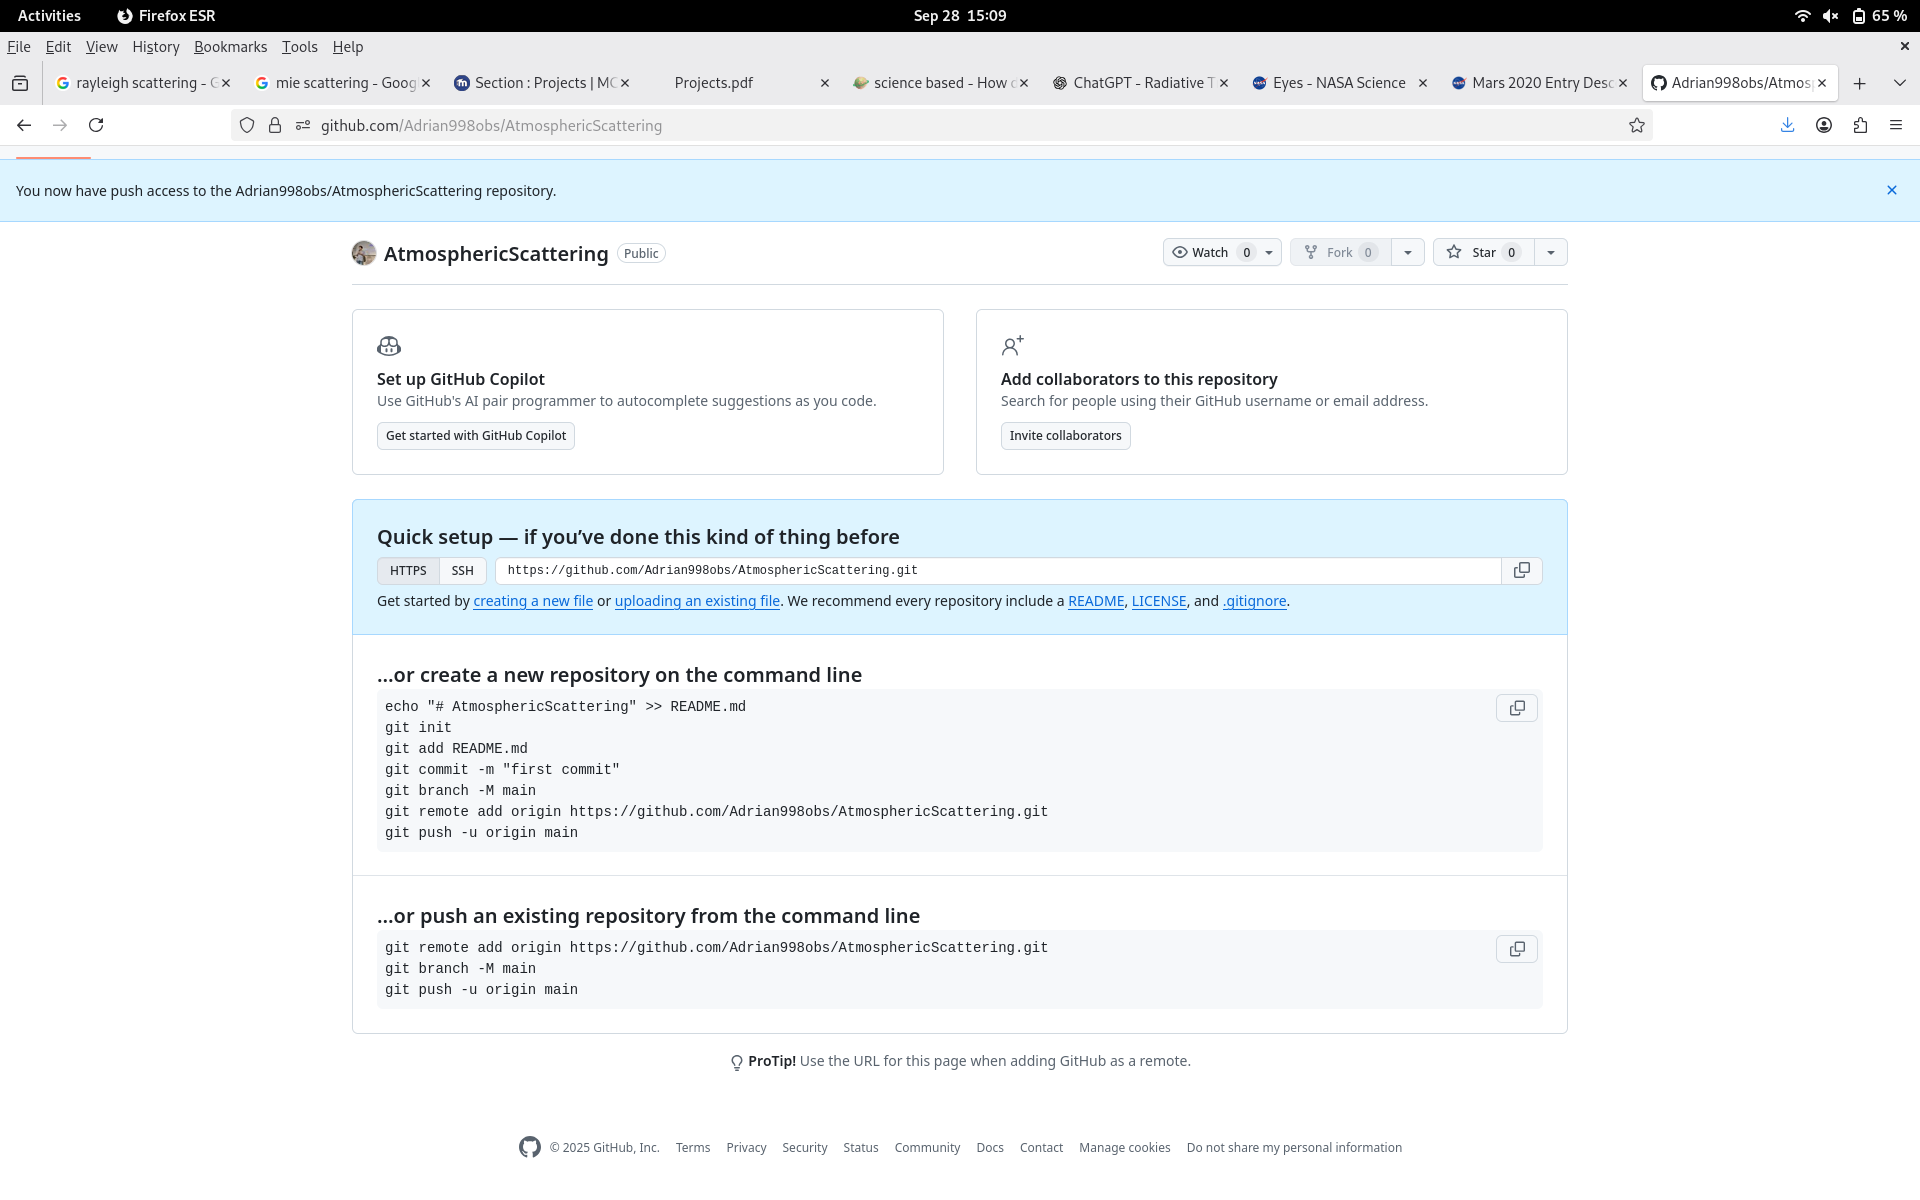 Activities Firefox ESR Sep 28 15:09 65 %
File Edit View History Bookmarks Tools Help
rayleigh scattering - G mie scattering - Goog Section : Projects | MO Projects.pdf science based - How ChatGPT - Radiative T Eyes - NASA Science Mars 2020 Entry Desc Adrian998obs/Atmos
github.com/Adrian998obs/AtmosphericScattering
You now have push access to the Adrian998obs/AtmosphericScattering repository.
AtmosphericScattering Public Watch 0 Fork 0 Star 0
Set up GitHub Copilot
Use GitHub's AI pair programmer to autocomplete suggestions as you code.
Get started with GitHub Copilot
Add collaborators to this repository
Search for people using their GitHub username or email address.
Invite collaborators
Quick setup — if you’ve done this kind of thing before
HTTPS SSH https://github.com/Adrian998obs/AtmosphericScattering.git
Get started by creating a new file or uploading an existing file. We recommend every repository include a README, LICENSE, and .gitignore.
…or create a new repository on the command line
echo "# AtmosphericScattering" >> README.md
git init
git add README.md
git commit -m "first commit"
git branch -M main
git remote add origin https://github.com/Adrian998obs/AtmosphericScattering.git
git push -u origin main
…or push an existing repository from the command line
git remote add origin https://github.com/Adrian998obs/AtmosphericScattering.git
git branch -M main
git push -u origin main
ProTip! Use the URL for this page when adding GitHub as a remote.
© 2025 GitHub, Inc. Terms Privacy Security Status Community Docs Contact Manage cookies Do not share my personal information